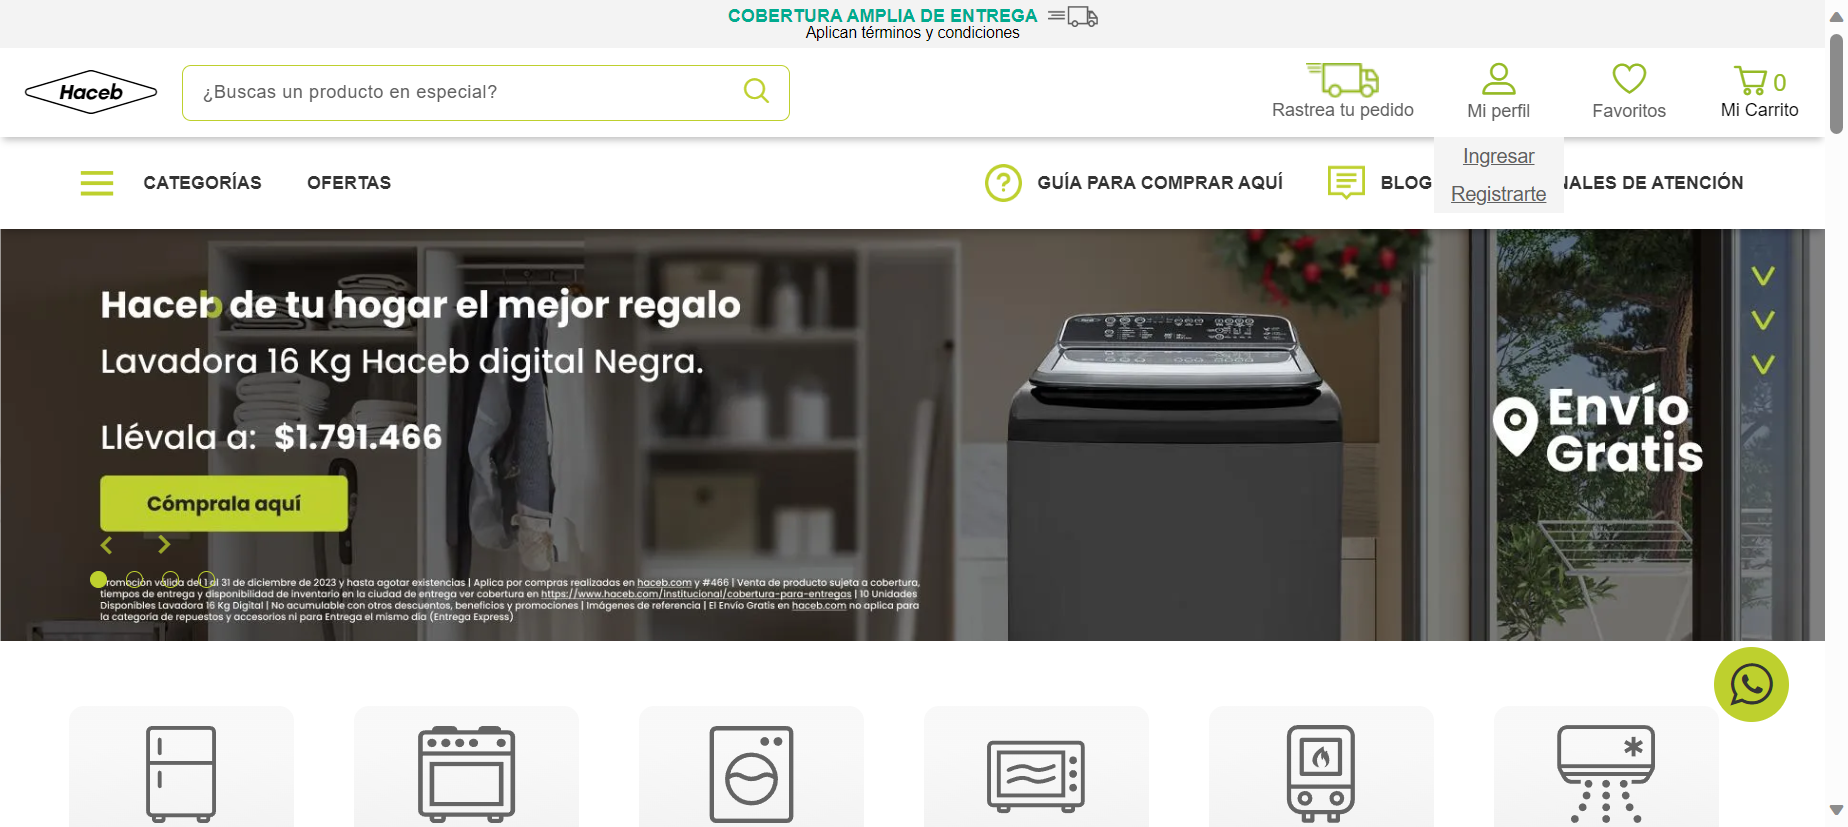 COBERTURA AMPLIA DE ENTREGA
Aplican términos y condiciones
Haceb
¿Buscas un producto en especial?
Rastrea tu pedido
Mi perfil
Favoritos
0
Mi Carrito
Ingresar
Registrarte
CATEGORÍAS
OFERTAS
GUÍA PARA COMPRAR AQUÍ
BLOG
NALES DE ATENCIÓN
Haceb de tu hogar el mejor regalo
Lavadora 16 Kg Haceb digital Negra.
Llévala a: $1.791.466
Cómprala aquí
Envío
Gratis
Promoción válida del 1 al 31 de diciembre de 2023 y hasta agotar existencias | Aplica por compras realizadas en haceb.com y #466 | Venta de producto sujeta a cobertura,
tiempos de entrega y disponibilidad de inventario en la ciudad de entrega ver cobertura en https://www.haceb.com/institucional/cobertura-para-entregas | 10 Unidades
Disponibles Lavadora 16 Kg Digital | No acumulable con otros descuentos, beneficios y promociones | Imágenes de referencia | El Envío Gratis en haceb.com no aplica para
la categoría de repuestos y accesorios ni para Entrega el mismo día (Entrega Express)